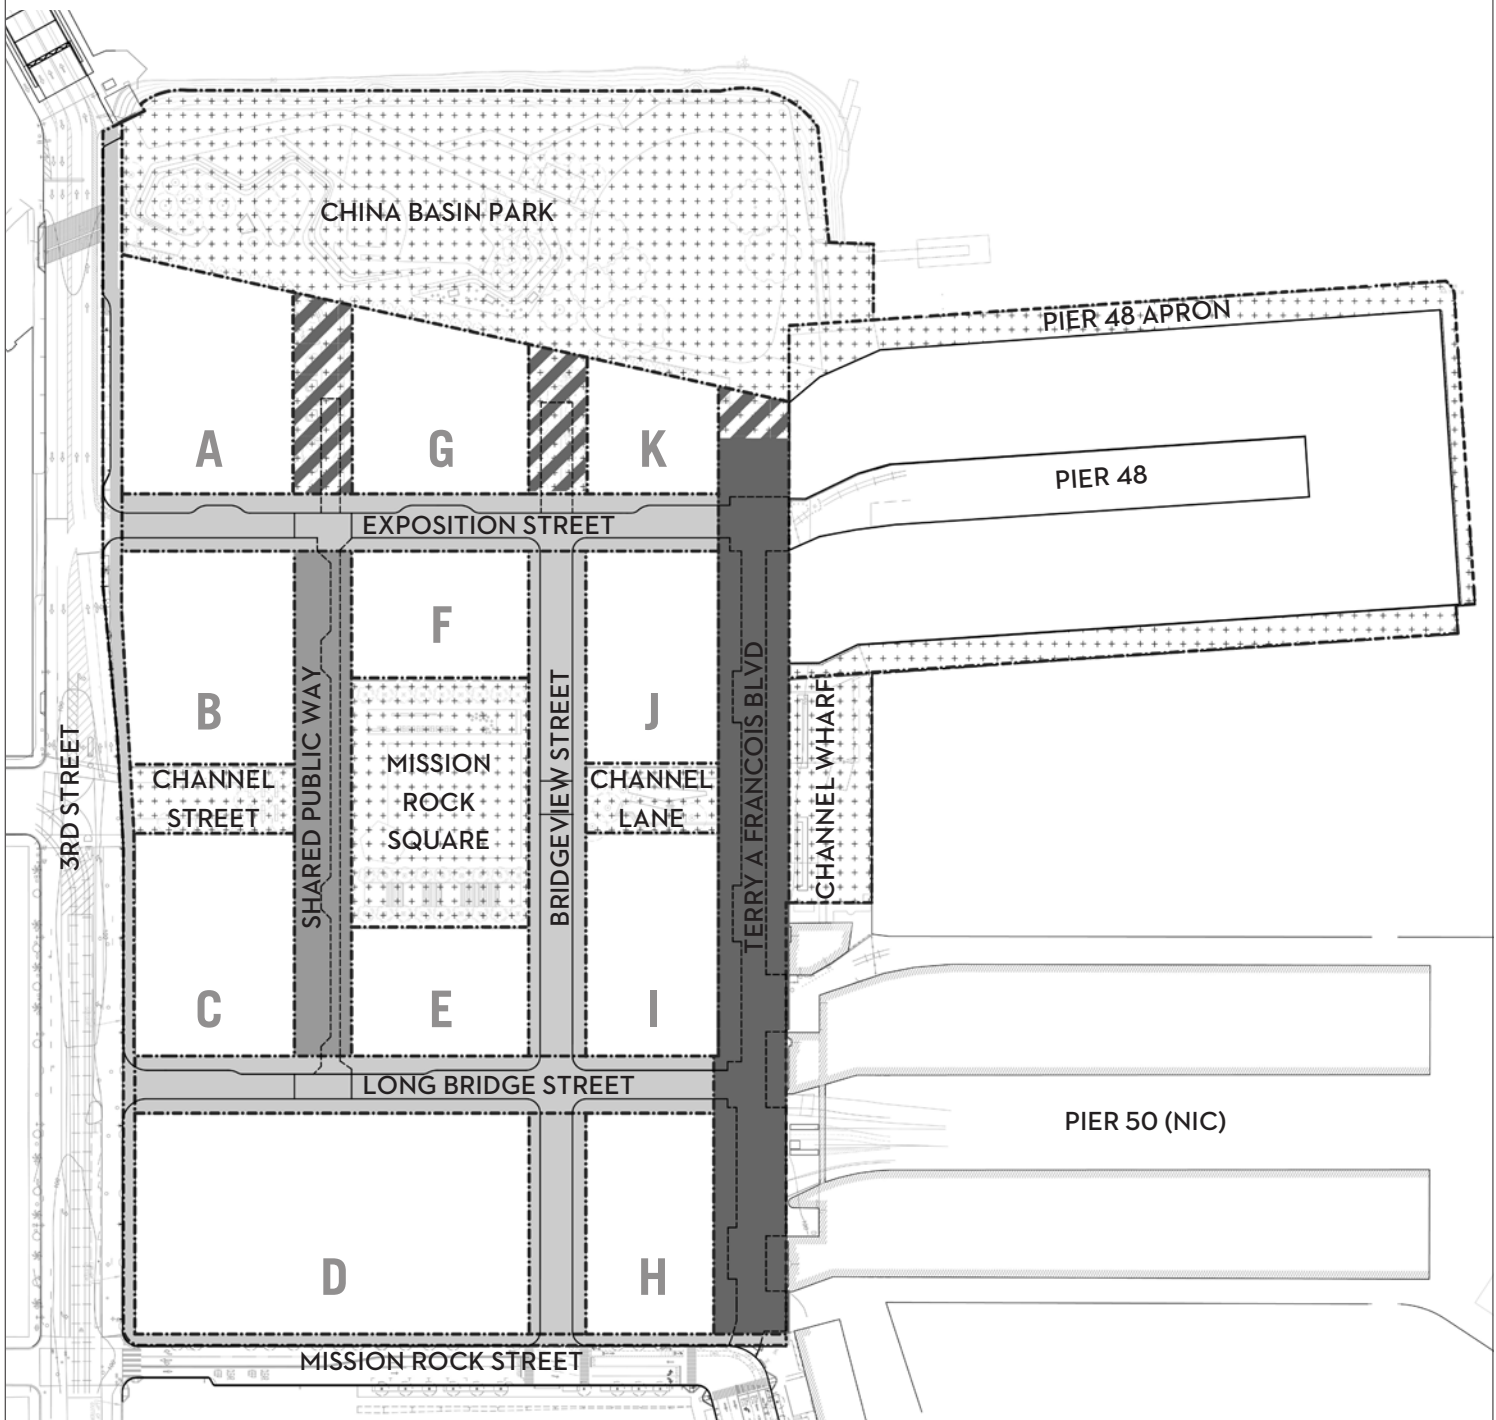 CHINA BASIN PARK
PIER 48 APRON
A
G
K
PIER 48
EXPOSITION STREET
F
B
J
3RD STREET
SHARED PUBLIC WAY
BRIDGEVIEW STREET
TERRY A FRANCOIS BLVD
CHANNEL WHARF
CHANNEL
STREET
MISSION
ROCK
SQUARE
CHANNEL
LANE
C
E
I
LONG BRIDGE STREET
PIER 50 (NIC)
D
H
MISSION ROCK STREET